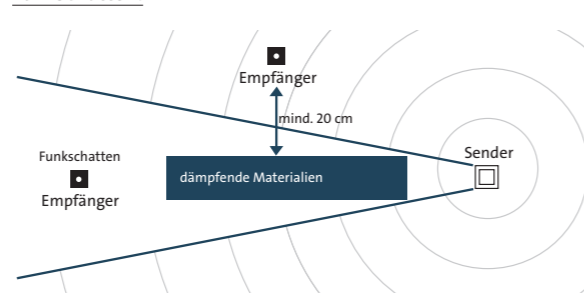 Empfänger
mind. 20 cm
Sender
Funkschatten
dämpfende Materialien
Empfänger